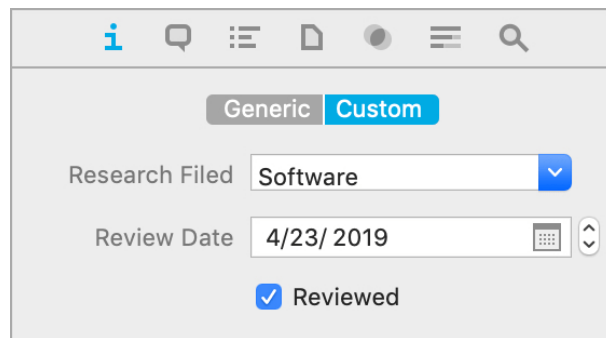 Generic Custom
Research Filed Software
Review Date 4/23/ 2019
Reviewed